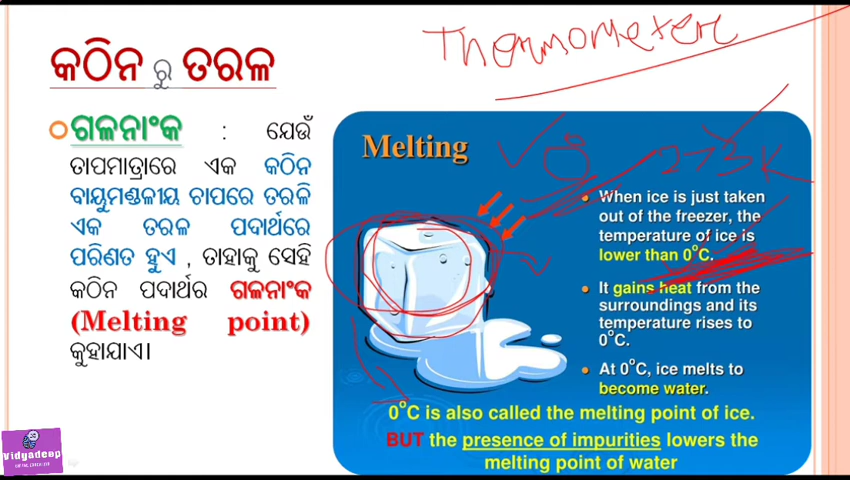 Thermometer
କଠିନ ରୁ ତରଳ
ଗଳନାଂକ : ଯେଉଁ
ତାପମାତ୍ରାରେ ଏକ କଠିନ
ବାୟୁମଣ୍ଡଳୀୟ ଚାପରେ ତରଳି
ଏକ ତରଳ ପଦାର୍ଥରେ
ପରିଣତ ହୁଏ , ତାହାକୁ ସେହି
କଠିନ ପଦାର୍ଥର ଗଳନାଂକ
(Melting point)
କୁହାଯାଏ।
Melting
273K
When ice is just taken
out of the freezer, the
temperature of ice is
lower than 0°C.
It gains heat from the
surroundings and its
temperature rises to
0°C.
At 0°C, ice melts to
become water.
0°C is also called the melting point of ice.
BUT the presence of impurities lowers the
melting point of water
Vidyadeep